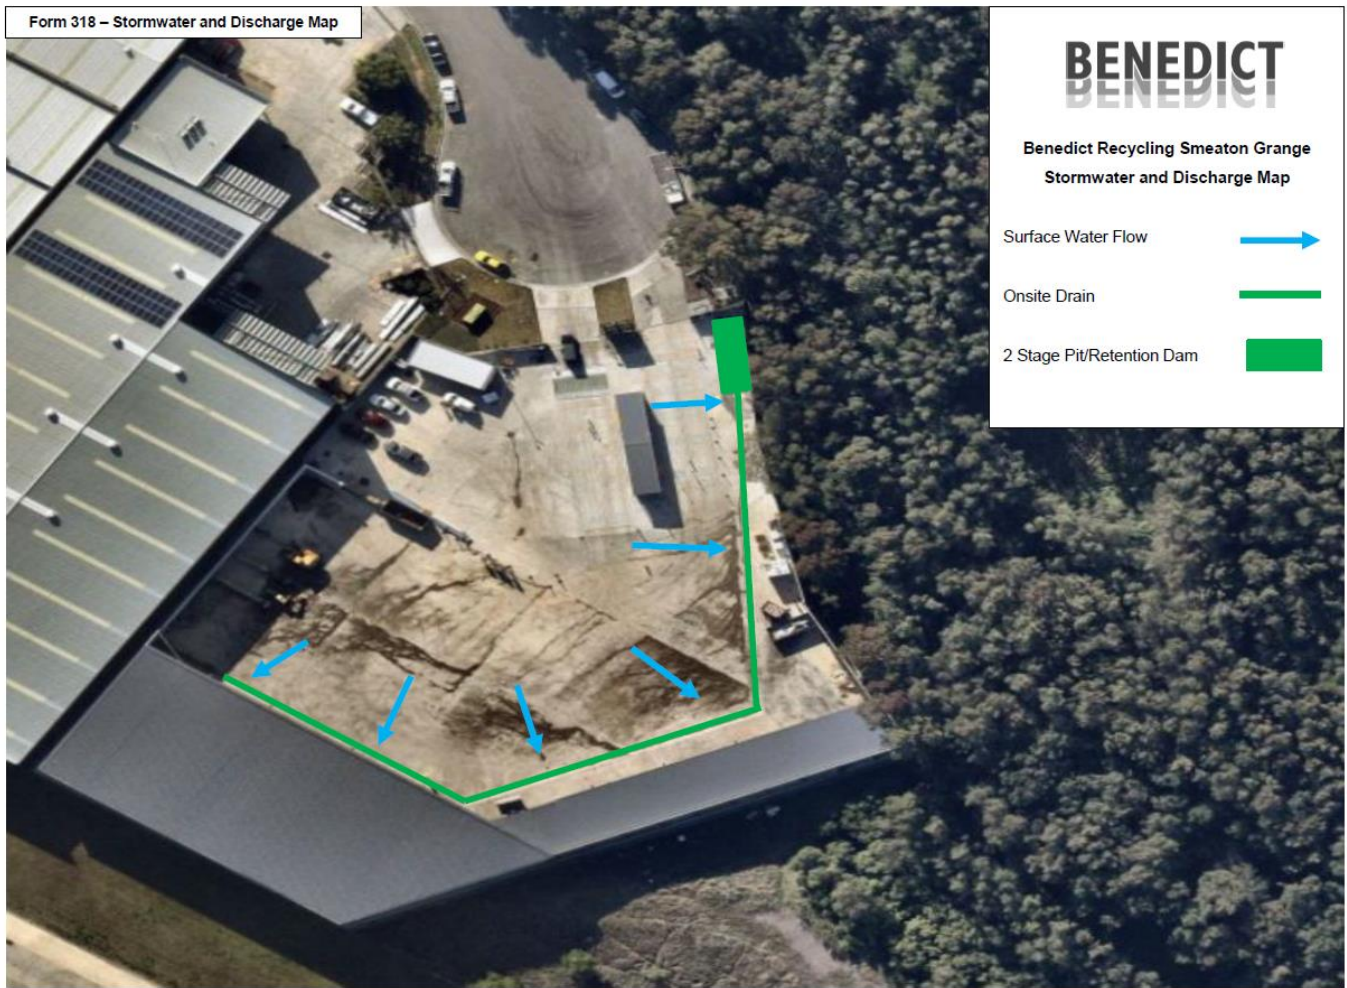 Form 318 – Stormwater and Discharge Map
BENEDICT
Benedict Recycling Smeaton Grange
Stormwater and Discharge Map
Surface Water Flow
Onsite Drain
2 Stage Pit/Retention Dam